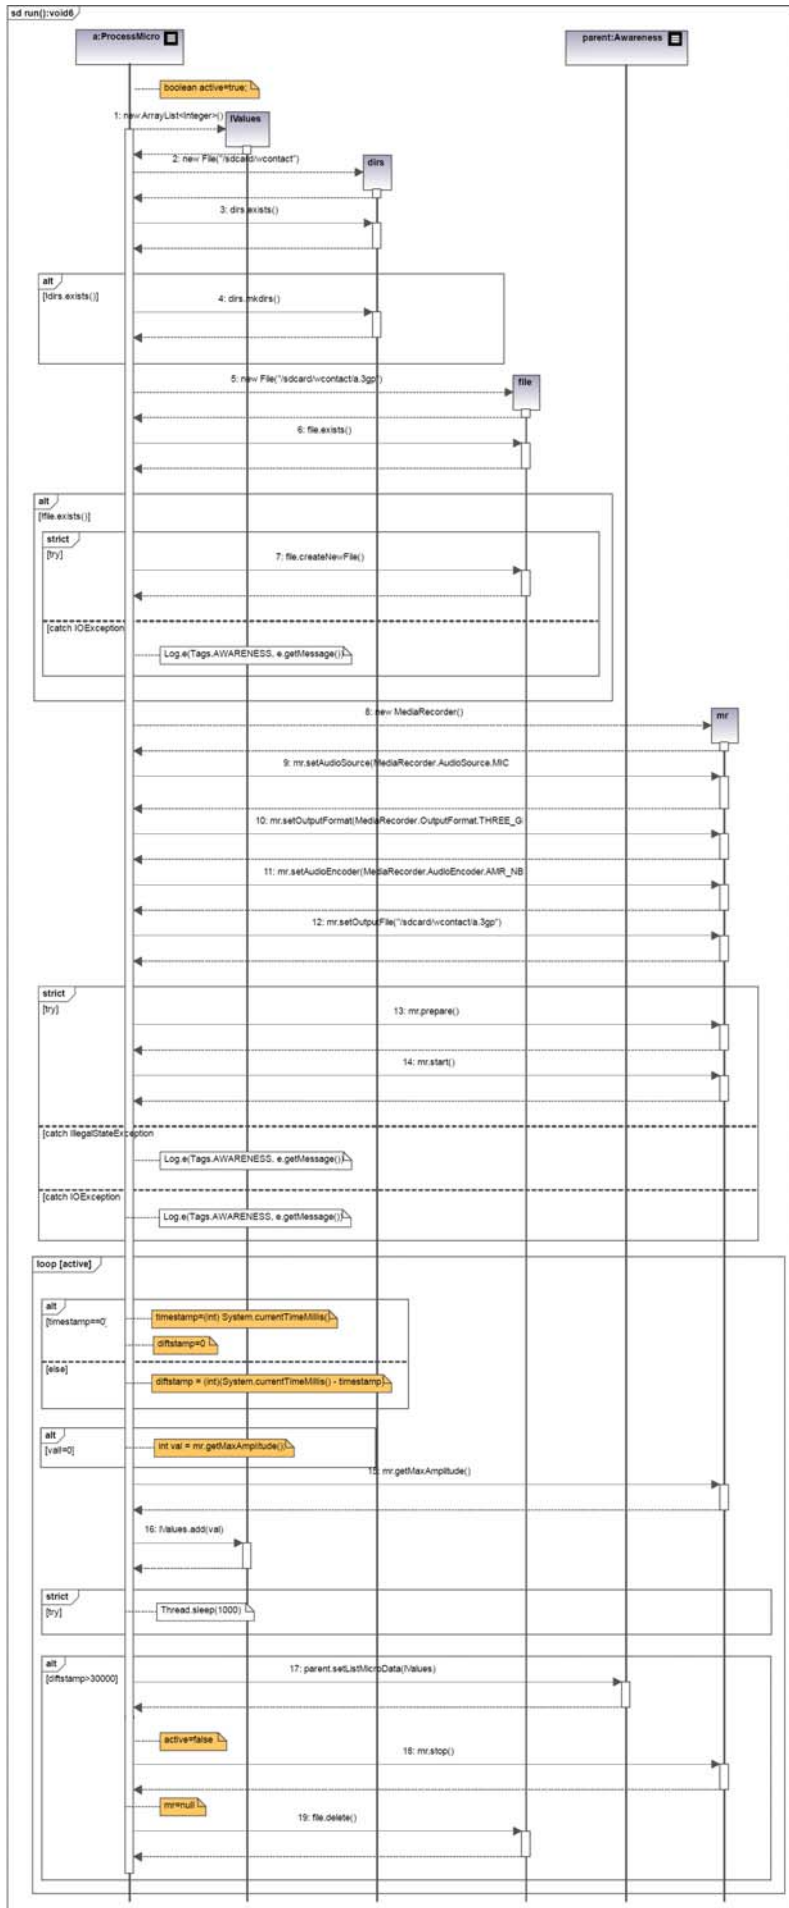 sd run():void6
a:ProcessMicro
parent:Awareness
boolean active=true;
1: new ArrayList<Integer>()
lValues
2: new File("/sdcard/wcontact")
dirs
3: dirs.exists()
alt
[!dirs.exists()]
4: dirs.mkdirs()
5: new File("/sdcard/wcontact/a.3gp")
file
6: file.exists()
alt
[!file.exists()]
strict
[try]
7: file.createNewFile()
[catch IOException
Log.e(Tags.AWARENESS, e.getMessage())
8: new MediaRecorder()
mr
9: mr.setAudioSource(MediaRecorder.AudioSource.MIC
10: mr.setOutputFormat(MediaRecorder.OutputFormat.THREE_G
11: mr.setAudioEncoder(MediaRecorder.AudioEncoder.AMR_NB
12: mr.setOutputFile("/sdcard/wcontact/a.3gp")
strict
[try]
13: mr.prepare()
14: mr.start()
[catch IllegalStateException
Log.e(Tags.AWARENESS, e.getMessage())
[catch IOException
Log.e(Tags.AWARENESS, e.getMessage())
loop [active]
alt
[timestamp==0]
timestamp=(int) System.currentTimeMillis()
diftstamp=0
[else]
diftstamp = (int)(System.currentTimeMillis() - timestamp)
alt
[val!=0]
int val = mr.getMaxAmplitude()
15: mr.getMaxAmplitude()
16: lValues.add(val)
strict
[try]
Thread.sleep(1000)
alt
[diftstamp>30000]
17: parent.setListMicroData(lValues)
active=false
18: mr.stop()
mr=null
19: file.delete()